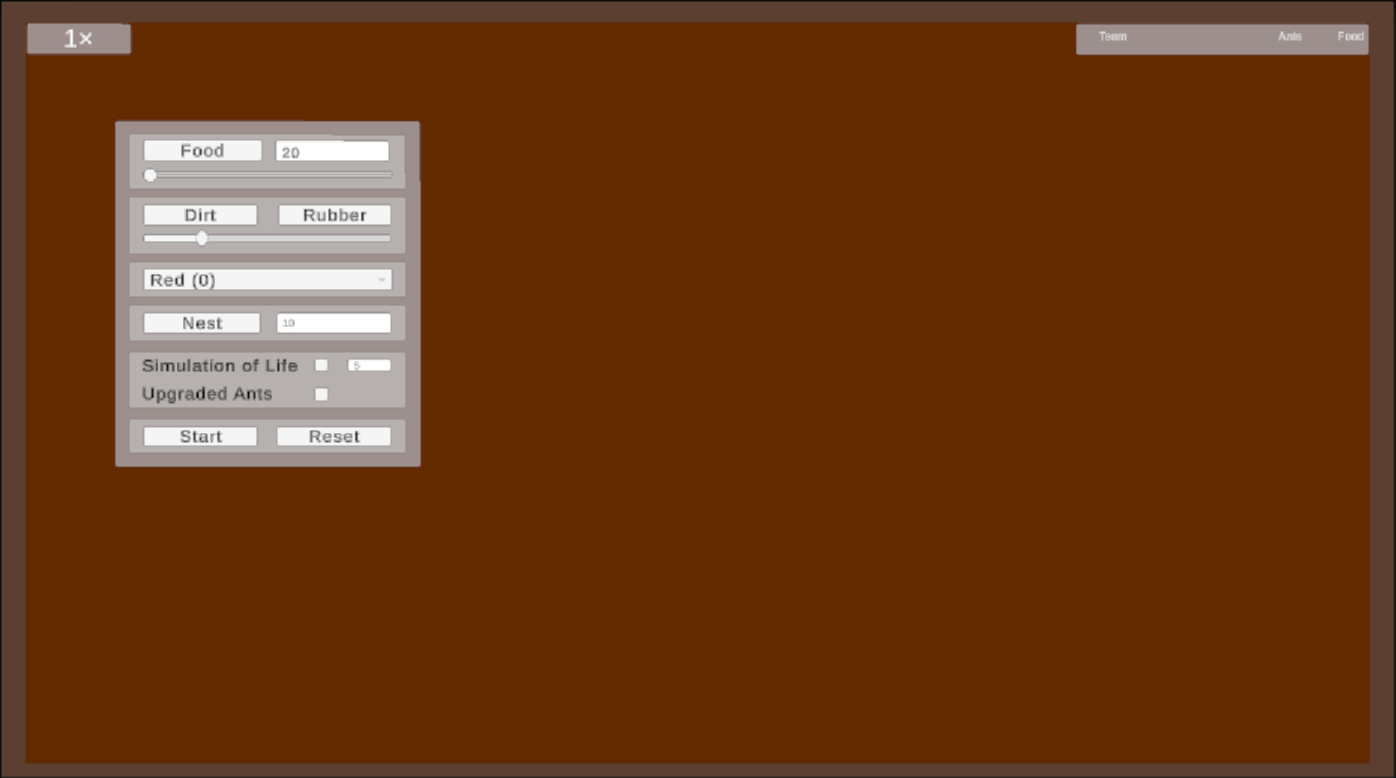 1×
Team Ants Food
Food 20
Dirt Rubber
Red (0)
Nest 10
Simulation of Life 5
Upgraded Ants
Start Reset